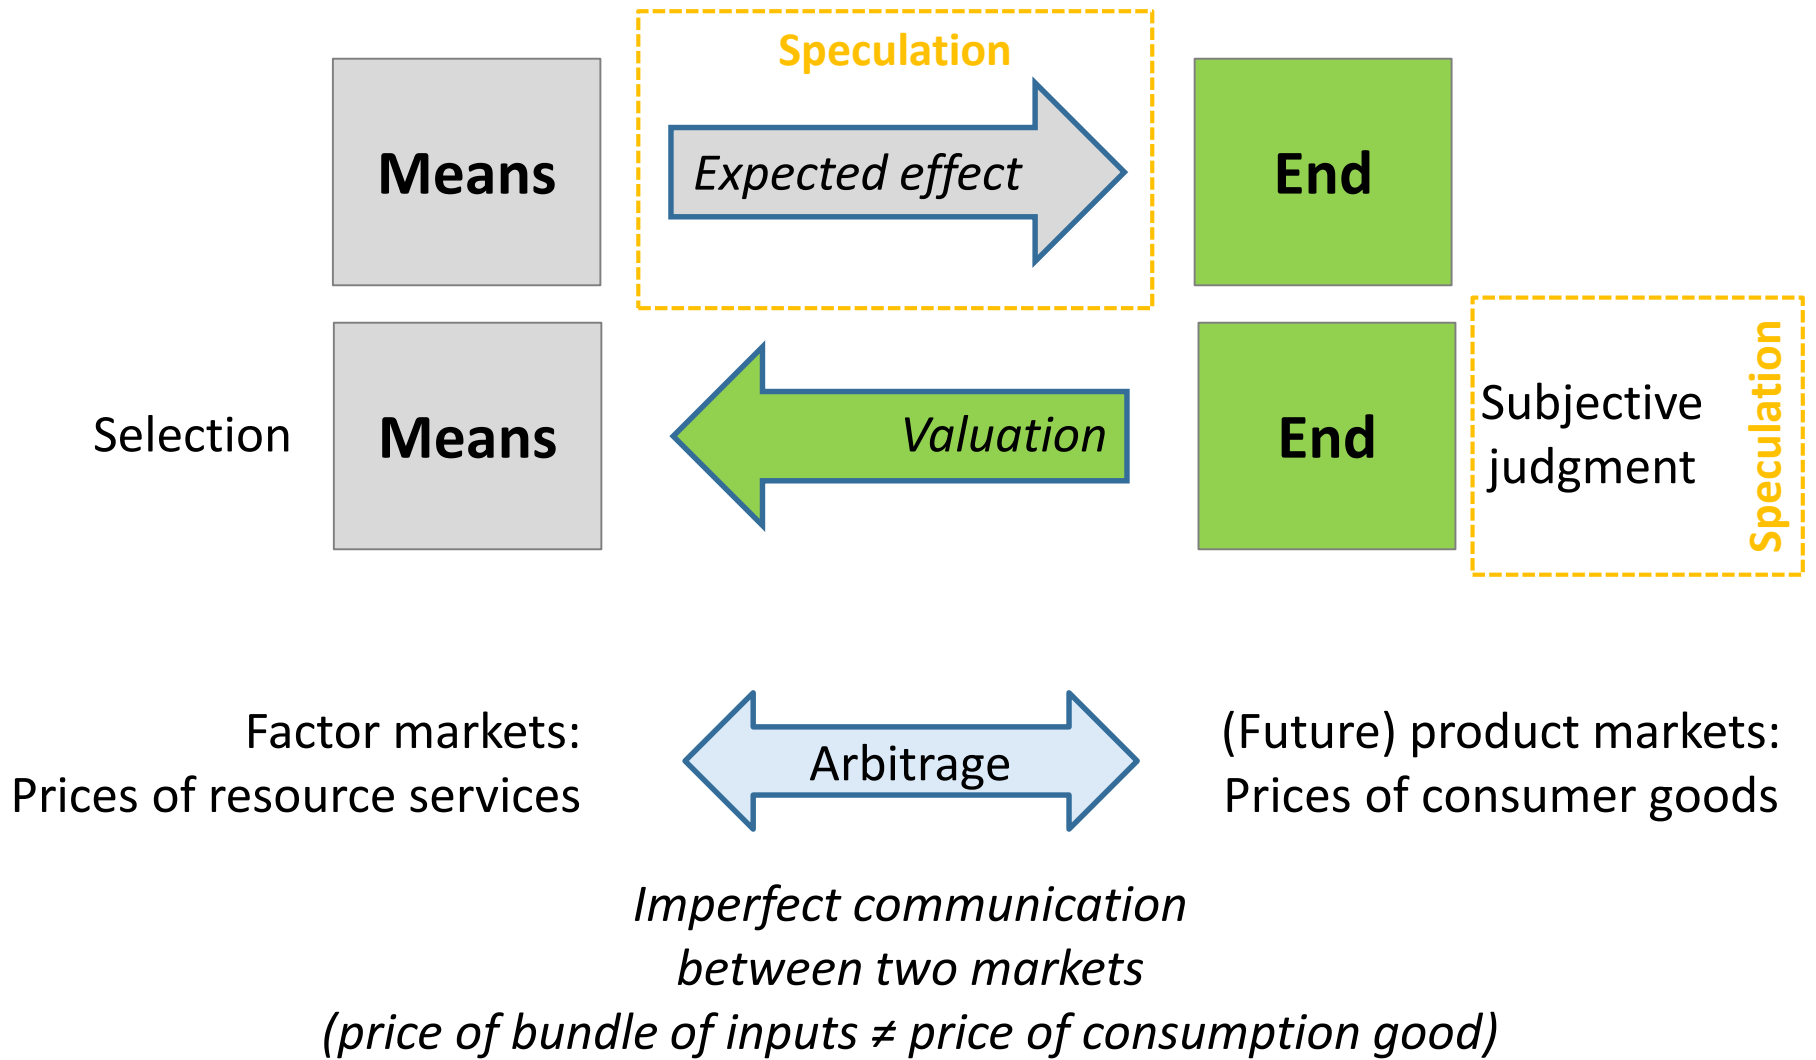 Speculation
Means
Expected effect
End
Selection
Means
Valuation
End
Subjective
judgment
Speculation
Factor markets:
Prices of resource services
Arbitrage
(Future) product markets:
Prices of consumer goods
Imperfect communication
between two markets
(price of bundle of inputs ≠ price of consumption good)